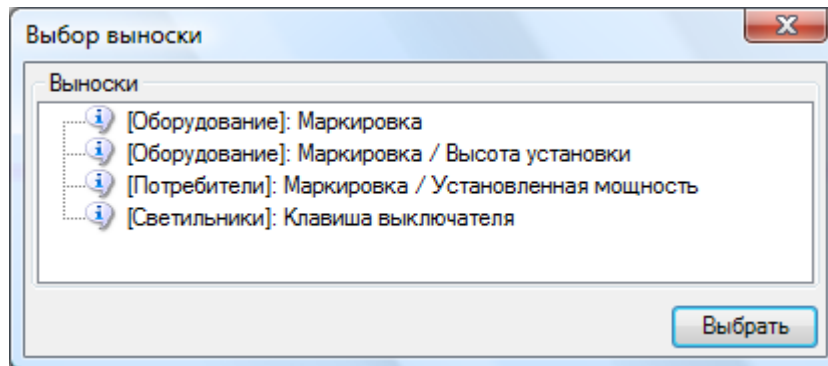 Выбор выноски
Выноски
[Оборудование]: Маркировка
[Оборудование]: Маркировка / Высота установки
[Потребители]: Маркировка / Установленная мощность
[Светильники]: Клавиша выключателя
Выбрать